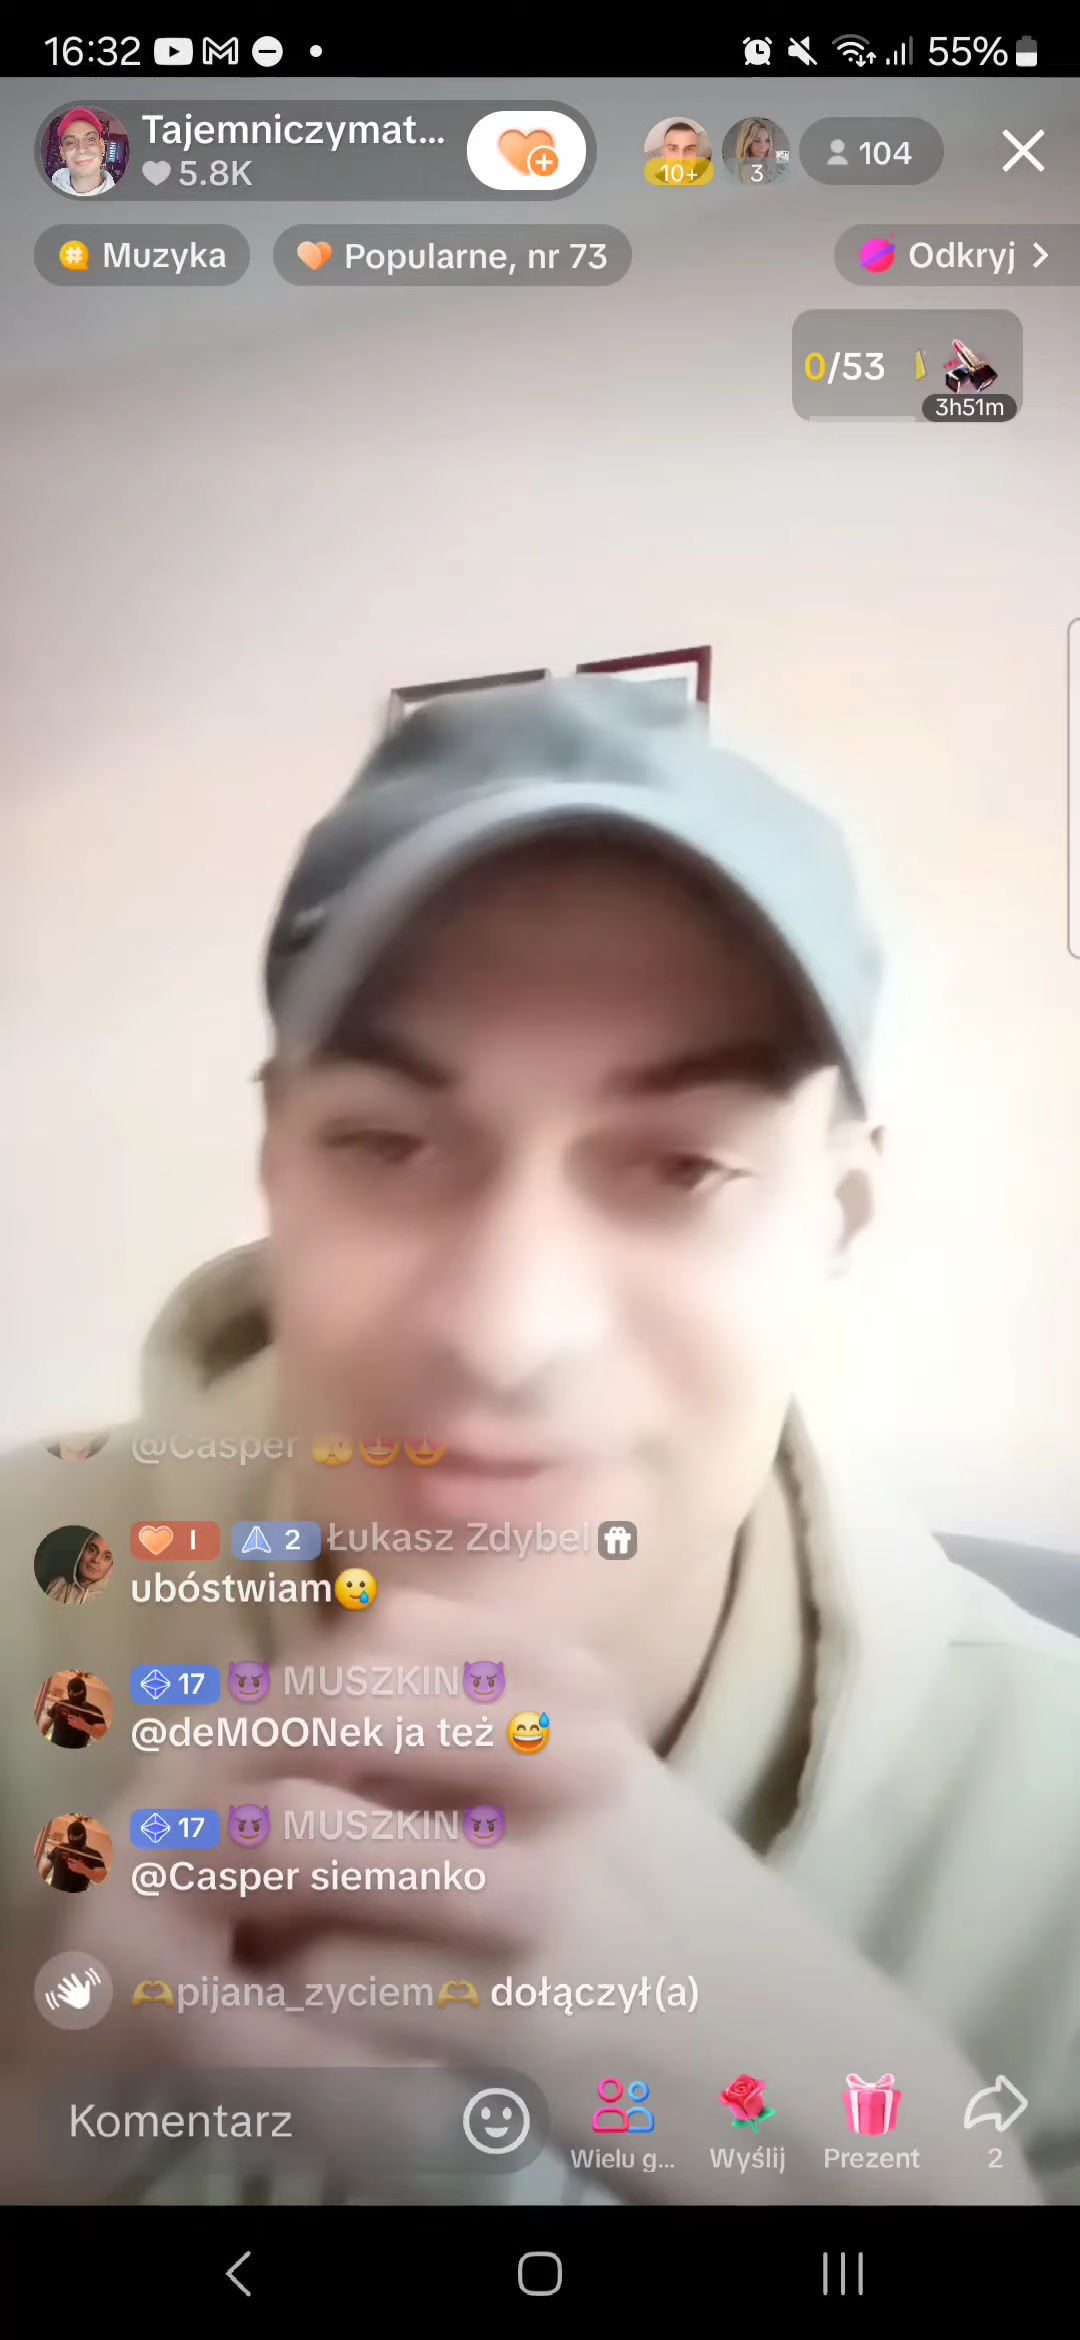 16:32
55%
Tajemniczymat...
5.8K
10+
3
104
Muzyka
Popularne, nr 73
Odkryj >
0/53
3h51m
@Casper 🫣🤩😍
I 2 Łukasz Zdybel
ubóstwiam🥲
17 😈 MUSZKIN😈
@deMOONek ja też 😅
17 😈 MUSZKIN😈
@Casper siemanko
🫶pijana_zyciem🫶 dołączył(a)
Komentarz
Wielu g...
Wyślij
Prezent
2